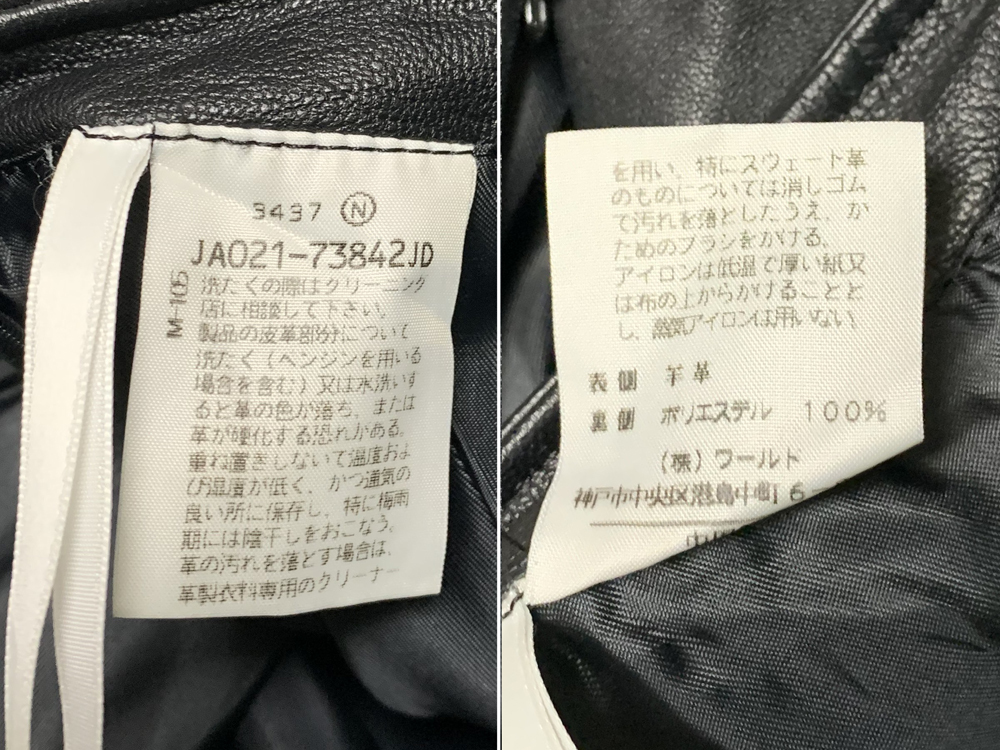 3437 Ⓝ
JA021-73842JD
M-105
洗たくの際はクリーニング
店に相談して下さい。
製品の皮革部分について
洗たく(ベンジンを用いる
場合を含む)又は水洗いす
ると革の色が落ち、または
革が硬化する恐れがある。
重ね置きしないで温度およ
び湿度が低く、かつ通気の
良い所に保存し、特に梅雨
期には陰干しをおこなう。
革の汚れを落とす場合は、
革製衣料専用のクリーナー
を用い、特にスウェート革
のものについては消しゴム
で汚れを落としたうえ、か
ためのブラシをかける。
アイロンは低温で厚い紙又
は布の上からかけることと
し、蒸気アイロンは用いない。
表側 羊革
裏側 ポリエステル 100%
(株)ワールド
神戸市中央区港島中町6